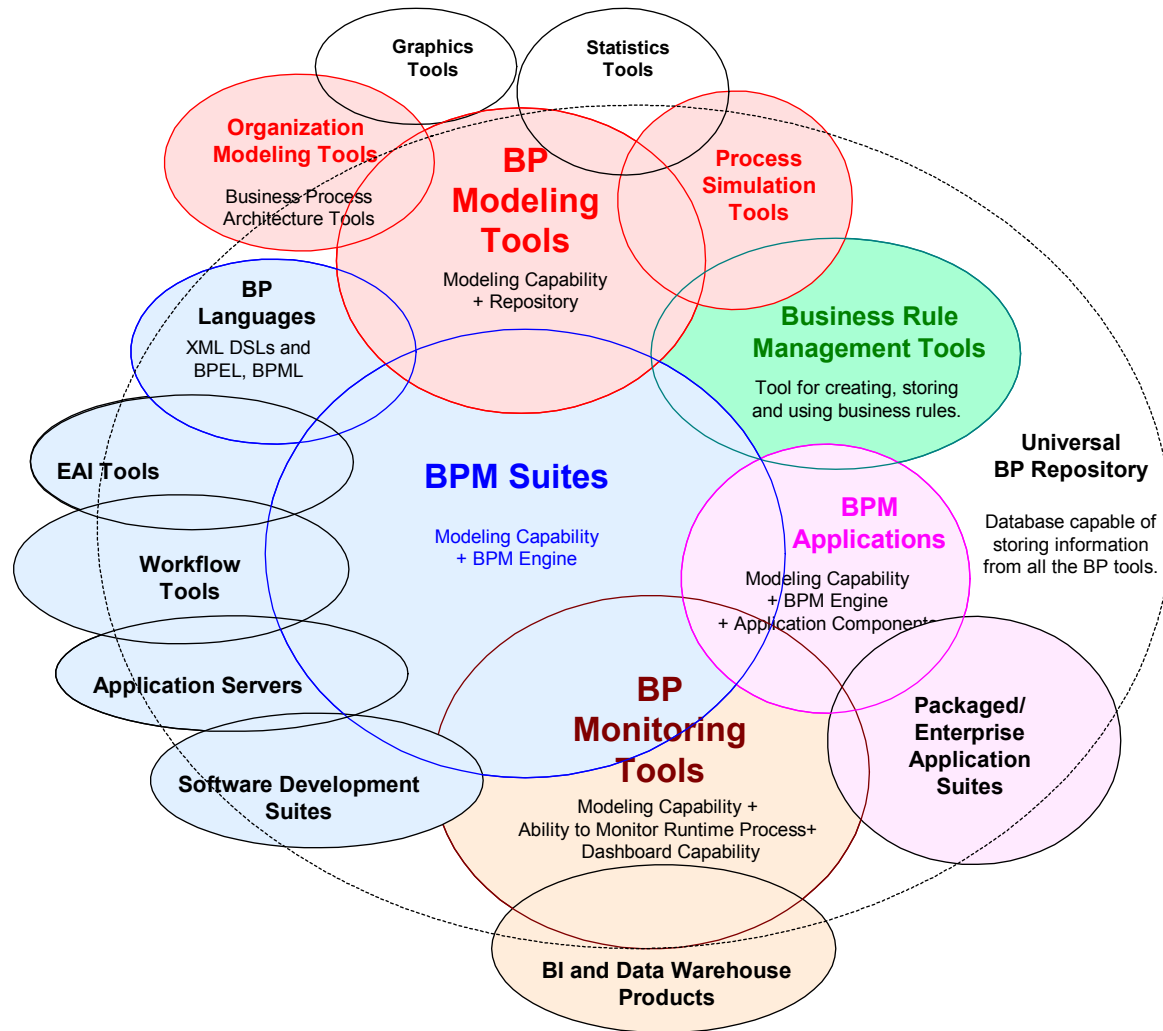 Graphics
Tools
Statistics
Tools
Organization
Modeling Tools
Business Process
Architecture Tools
BP
Modeling
Tools
Modeling Capability
+ Repository
Process
Simulation
Tools
BP
Languages
XML DSLs and
BPEL, BPML
Business Rule
Management Tools
Tool for creating, storing
and using business rules.
EAI Tools
BPM Suites
Modeling Capability
+ BPM Engine
Universal
BP Repository
Database capable of
storing information
from all the BP tools.
BPM
Applications
Modeling Capability
+ BPM Engine
+ Application Components
Workflow
Tools
Application Servers
BP
Monitoring
Tools
Modeling Capability +
Ability to Monitor Runtime Process+
Dashboard Capability
Packaged/
Enterprise
Application
Suites
Software Development
Suites
BI and Data Warehouse
Products